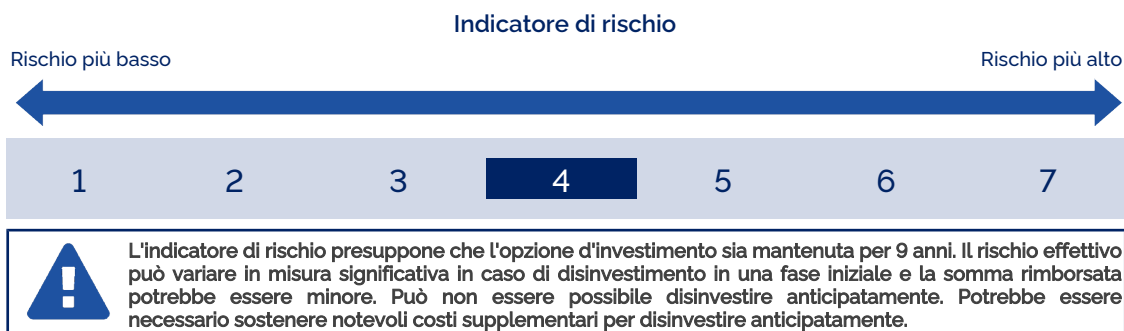 Indicatore di rischio
Rischio più basso
Rischio più alto
1 2 3 4 5 6 7
L'indicatore di rischio presuppone che l'opzione d'investimento sia mantenuta per 9 anni. Il rischio effettivo
può variare in misura significativa in caso di disinvestimento in una fase iniziale e la somma rimborsata
potrebbe essere minore. Può non essere possibile disinvestire anticipatamente. Potrebbe essere
necessario sostenere notevoli costi supplementari per disinvestire anticipatamente.